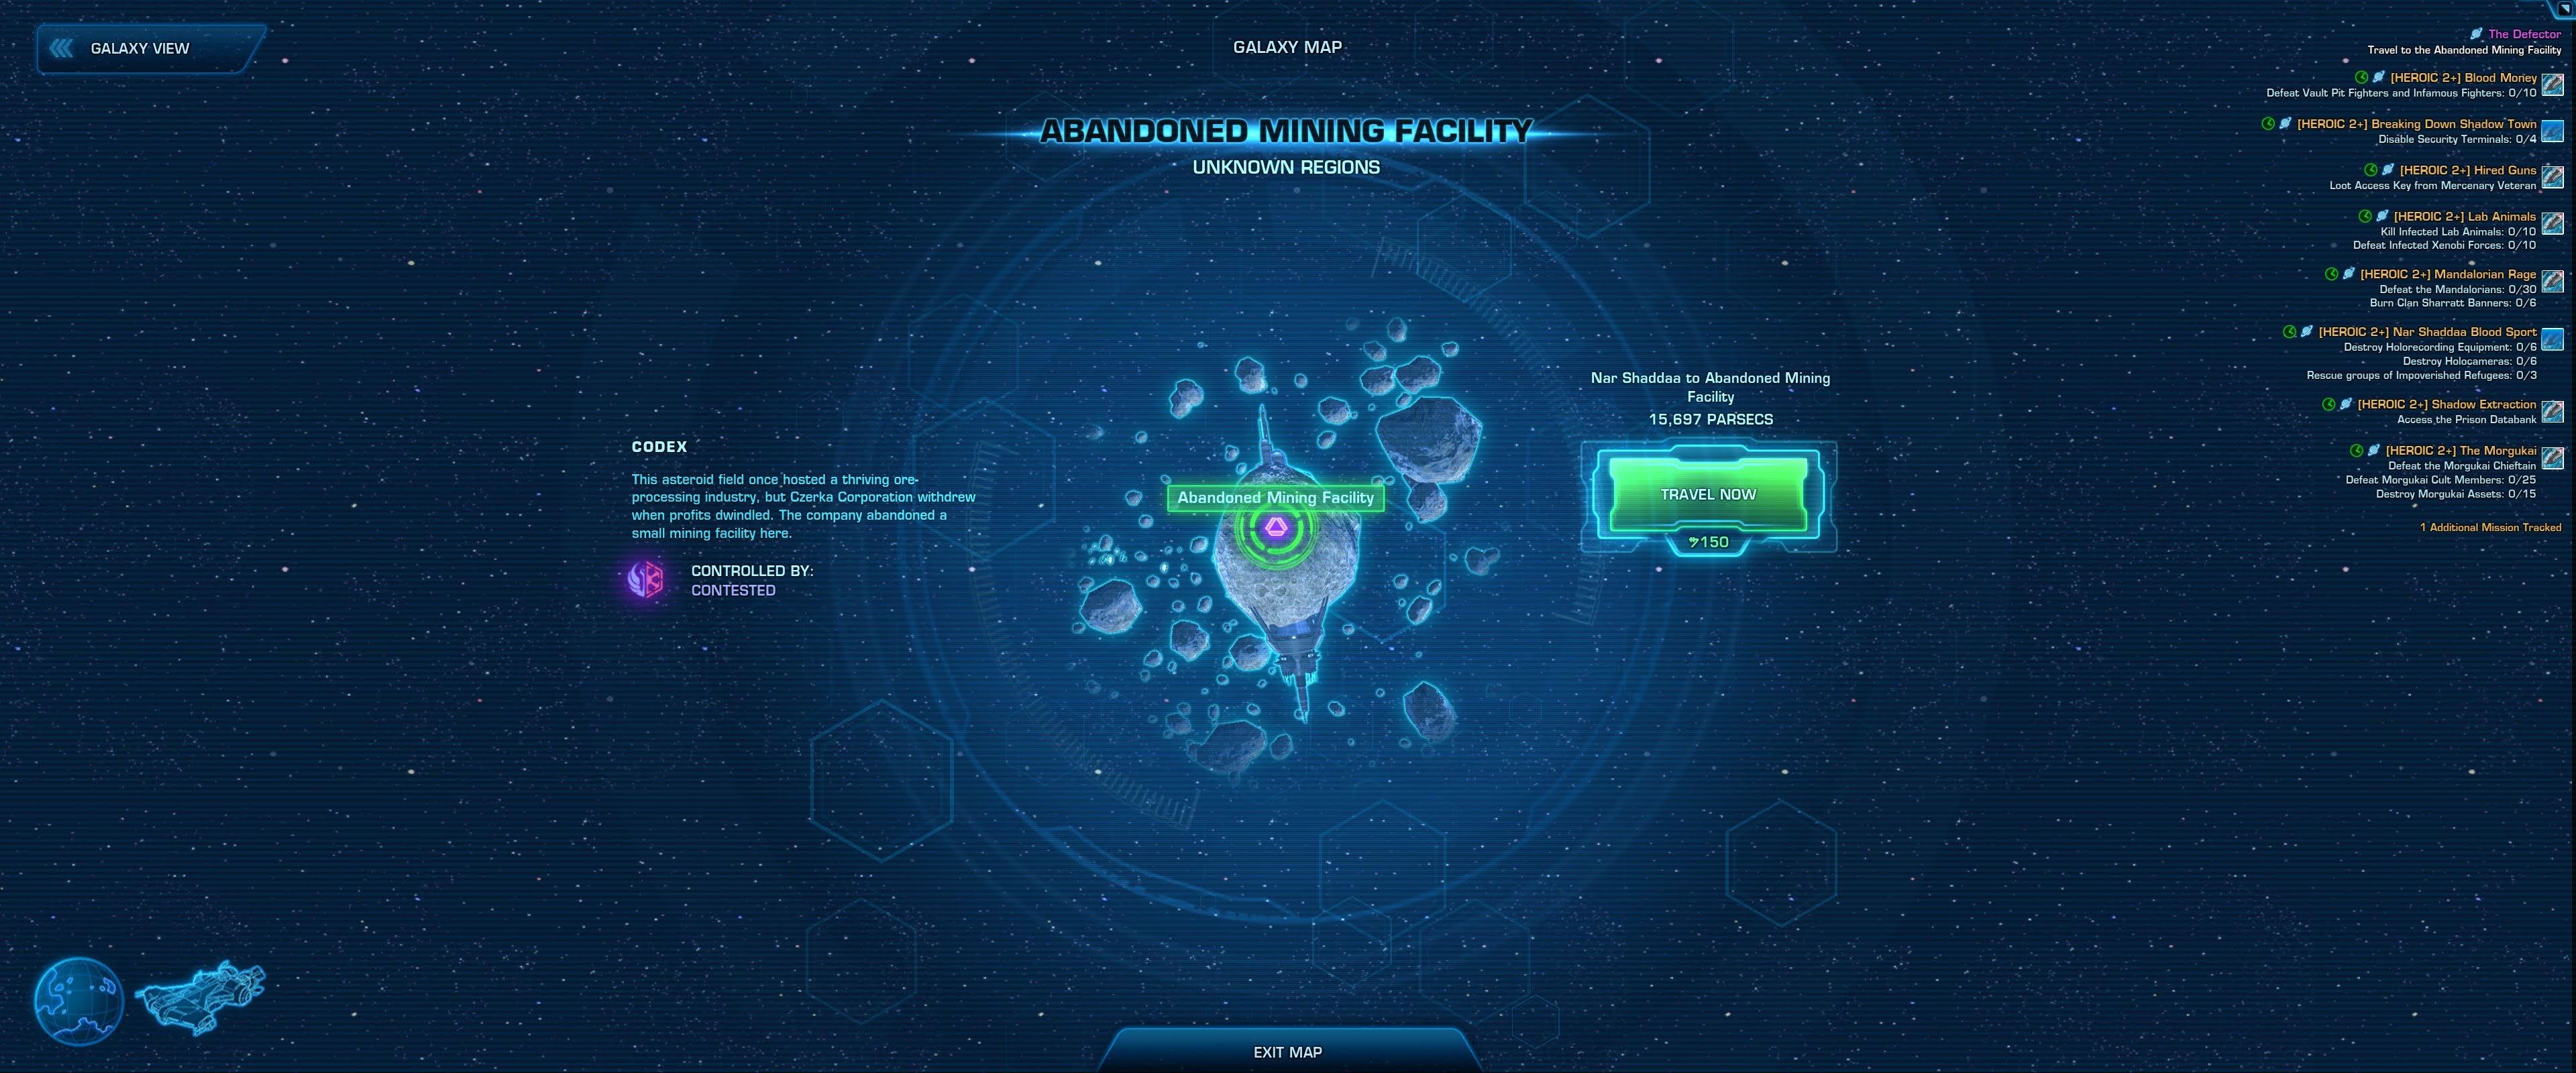 GALAXY VIEW
GALAXY MAP
ABANDONED MINING FACILITY
UNKNOWN REGIONS
CODEX
This asteroid field once hosted a thriving ore-
processing industry, but Czerka Corporation withdrew
when profits dwindled. The company abandoned a
small mining facility here.
CONTROLLED BY:
CONTESTED
Abandoned Mining Facility
Nar Shaddaa to Abandoned Mining
Facility
15,697 PARSECS
TRAVEL NOW
150
The Defector
Travel to the Abandoned Mining Facility
[HEROIC 2+] Blood Money
Defeat Vault Pit Fighters and Infamous Fighters: 0/10
[HEROIC 2+] Breaking Down Shadow Town
Disable Security Terminals: 0/4
[HEROIC 2+] Hired Guns
Loot Access Key from Mercenary Veteran
[HEROIC 2+] Lab Animals
Kill Infected Lab Animals: 0/10
Defeat Infected Xenobi Forces: 0/10
[HEROIC 2+] Mandalorian Rage
Defeat the Mandalorians: 0/30
Burn Clan Sharratt Banners: 0/6
[HEROIC 2+] Nar Shaddaa Blood Sport
Destroy Holorecording Equipment: 0/6
Destroy Holocameras: 0/6
Rescue groups of Impoverished Refugees: 0/3
[HEROIC 2+] Shadow Extraction
Access the Prison Databank
[HEROIC 2+] The Morgukai
Defeat the Morgukai Chieftain
Defeat Morgukai Cult Members: 0/25
Destroy Morgukai Assets: 0/15
1 Additional Mission Tracked
EXIT MAP